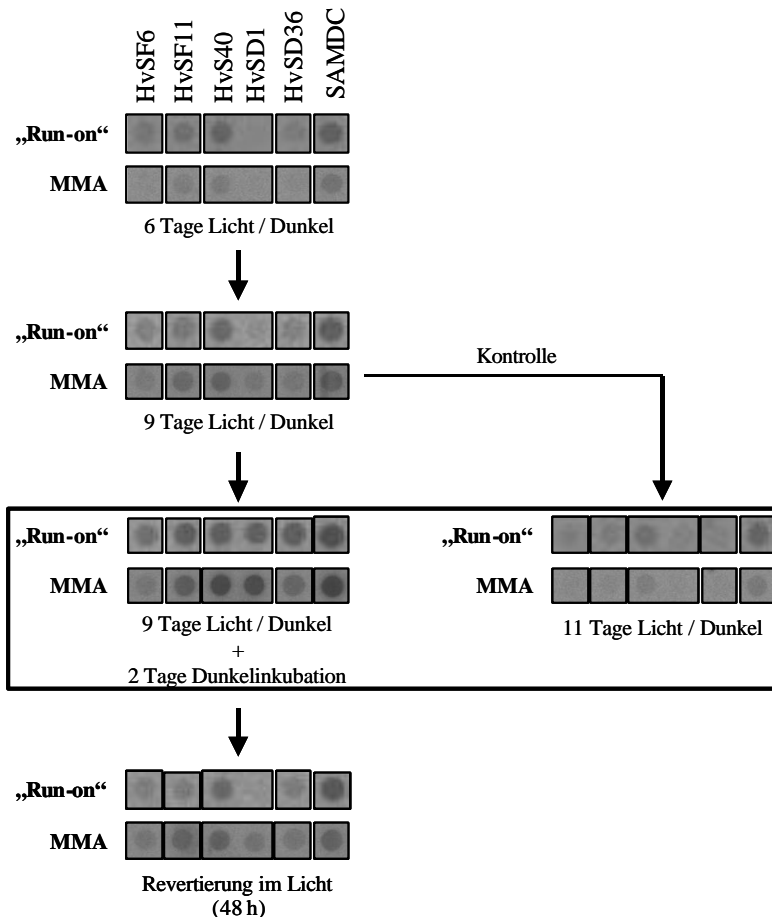 HvSF6 HvSF11 HvS40 HvSD1 HvSD36 SAMDC
„Run-on“
MMA
6 Tage Licht / Dunkel
„Run-on“
MMA
Kontrolle
9 Tage Licht / Dunkel
„Run-on“
MMA
9 Tage Licht / Dunkel
+
2 Tage Dunkelinkubation
„Run-on“
MMA
11 Tage Licht / Dunkel
„Run-on“
MMA
Revertierung im Licht
(48 h)